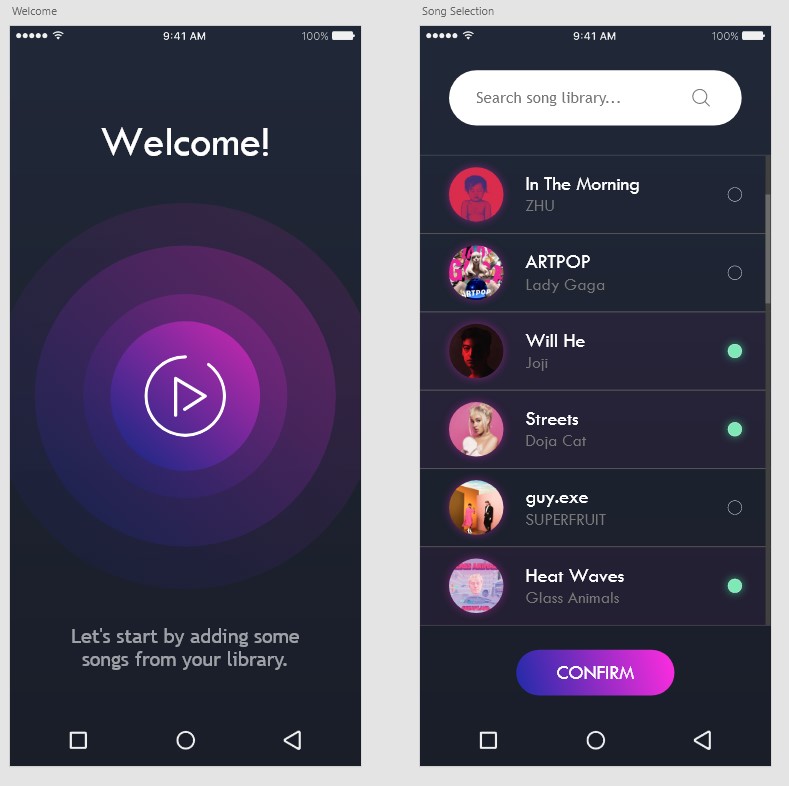 Welcome
9:41 AM
100%
Welcome!
Let's start by adding some
songs from your library.
Song Selection
9:41 AM
100%
Search song library...
In The Morning
ZHU
ARTPOP
Lady Gaga
ARTPOP
Will He
Joji
Streets
Doja Cat
guy.exe
SUPERFRUIT
Heat Waves
Glass Animals
CONFIRM